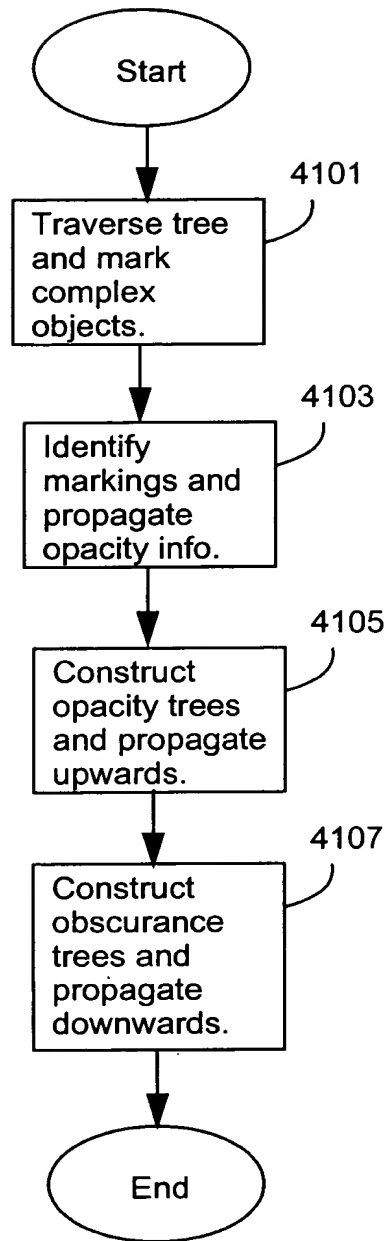 Start
4101
Traverse tree
and mark
complex
objects.
4103
Identify
markings and
propagate
opacity info.
4105
Construct
opacity trees
and propagate
upwards.
4107
Construct
obscurance
trees and
propagate
downwards.
End